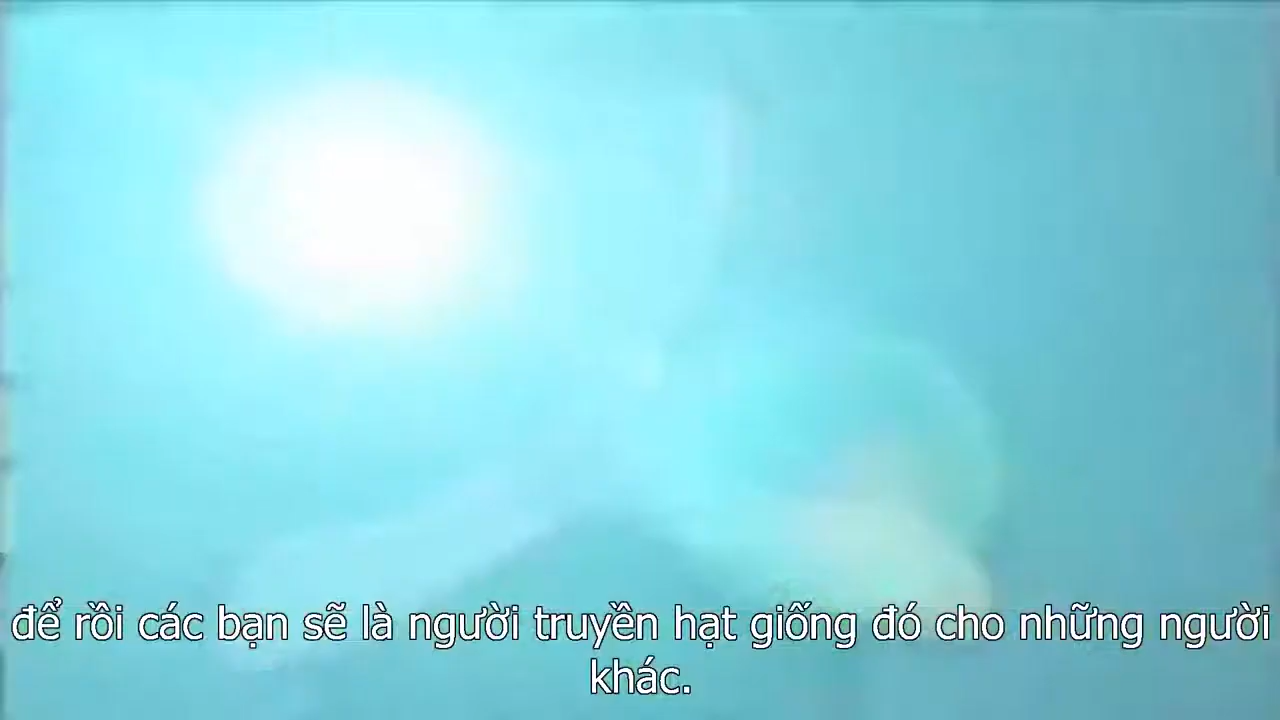 để rồi các bạn sẽ là người truyền hạt giống đó cho những người
khác.